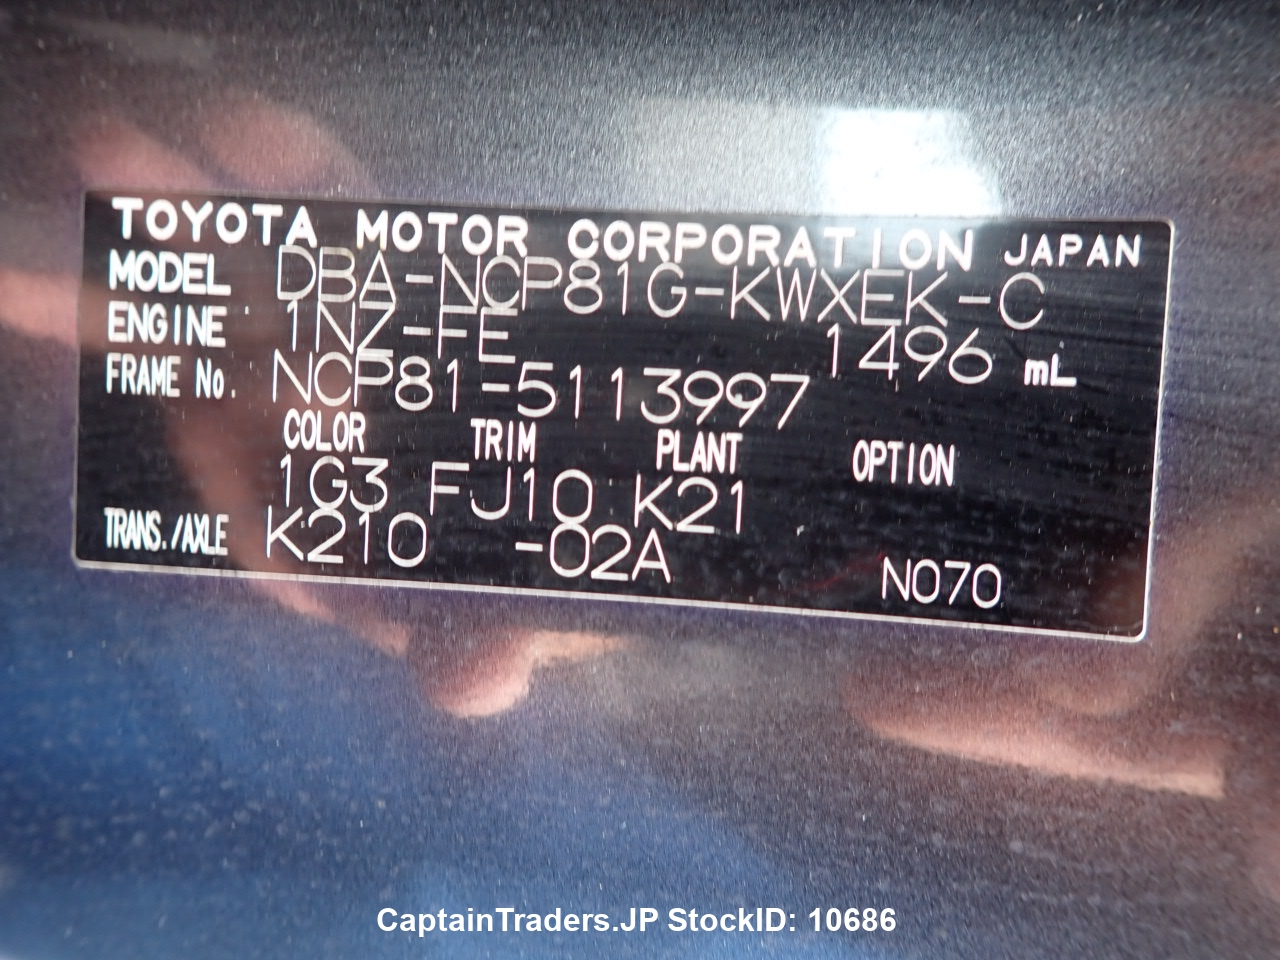 TOYOTA MOTOR CORPORATION JAPAN
MODEL DBA-NCP81G-KWXEK-C
ENGINE 1NZ-FE 1496 mL
FRAME No. NCP81-5113997
COLOR TRIM PLANT OPTION
1G3 FJ10 K21
TRANS./AXLE K210 -02A N070
CaptainTraders.JP StockID: 10686